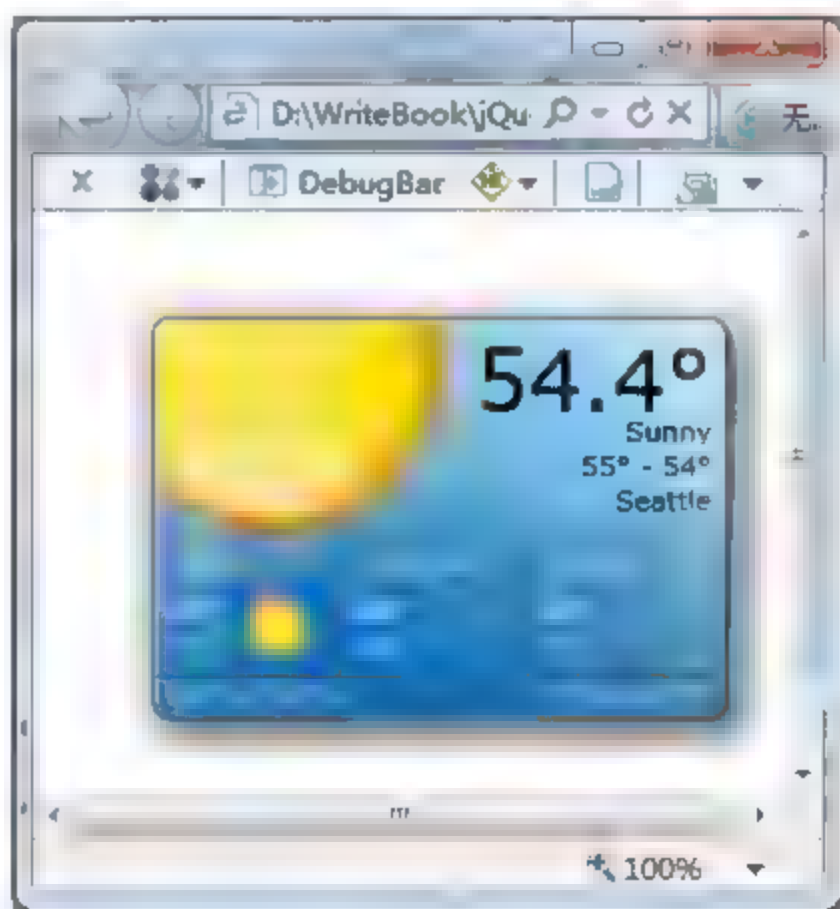 D:\WriteBook\jQu 无.
DebugBar
54.4°
Sunny
55° - 54°
Seattle
100%